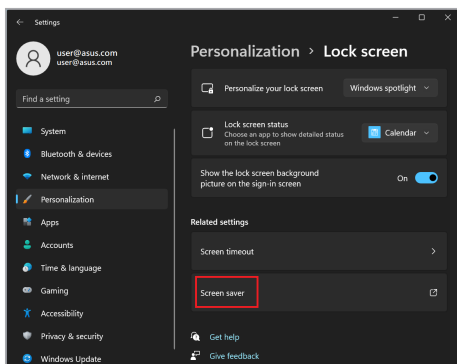 Settings
user@asus.com
user@asus.com
Find a setting
System
Bluetooth & devices
Network & internet
Personalization
Apps
Accounts
Time & language
Gaming
Accessibility
Privacy & security
Windows Update
Personalization > Lock screen
Personalize your lock screen
Windows spotlight
Lock screen status
Choose an app to show detailed status
on the lock screen
Calendar
Show the lock screen background
picture on the sign-in screen
On
Related settings
Screen timeout
Screen saver
Get help
Give feedback